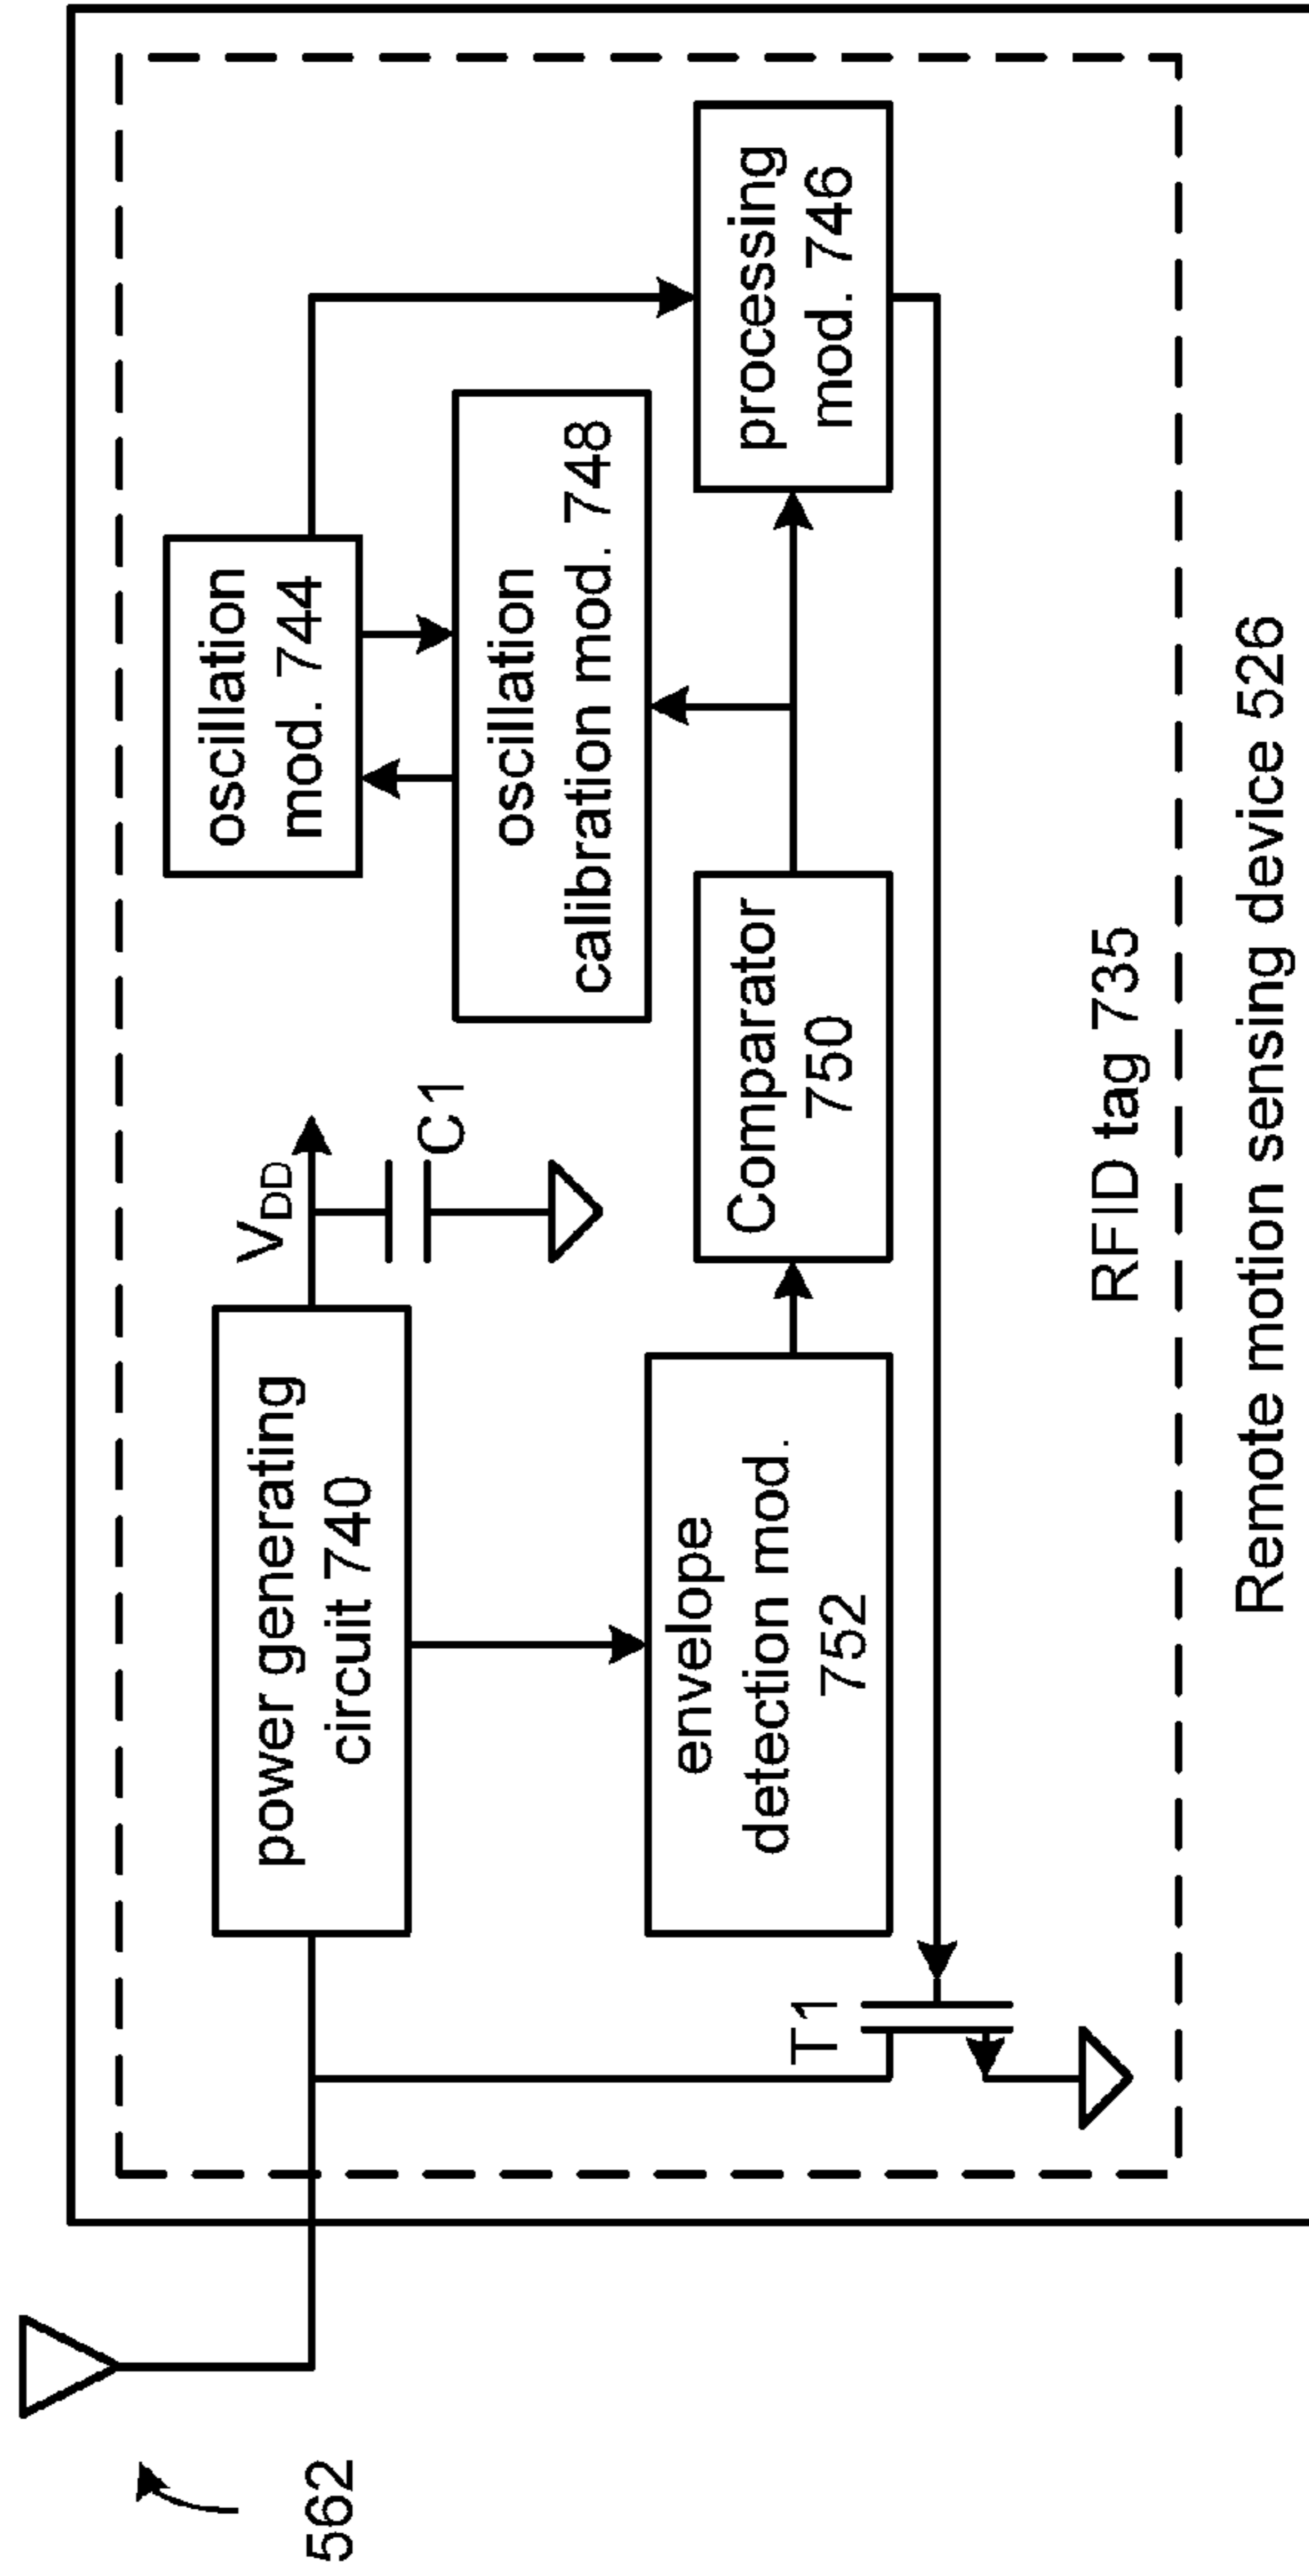 562
power generating
circuit 740
V_DD
C1
oscillation
mod. 744
oscillation
calibration mod. 748
envelope
detection mod.
752
Comparator
750
processing
mod. 746
T1
RFID tag 735
Remote motion sensing device 526